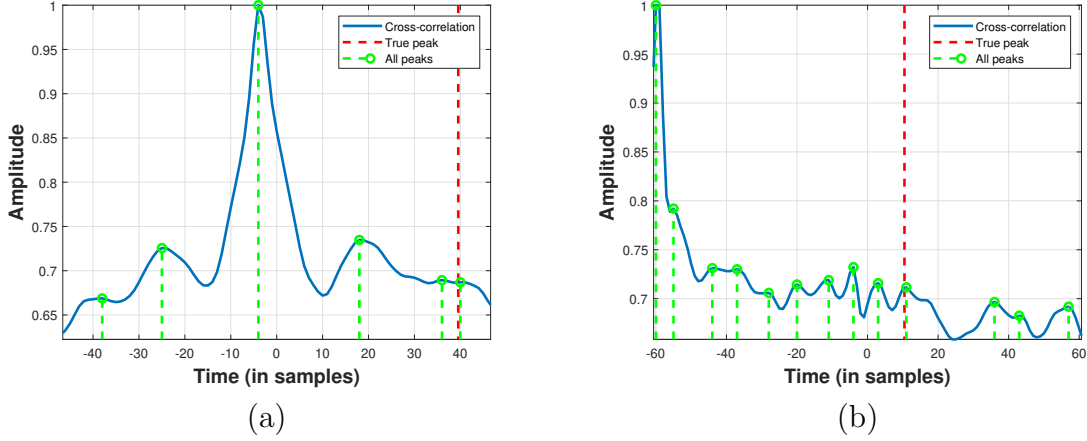 1
0.95
0.9
0.85
0.8
0.75
0.7
0.65
Amplitude
-40 -30 -20 -10 0 10 20 30 40
Time (in samples)
Cross-correlation
True peak
All peaks
(a)
1
0.95
0.9
0.85
0.8
0.75
0.7
Amplitude
-60 -40 -20 0 20 40 60
Time (in samples)
Cross-correlation
True peak
All peaks
(b)